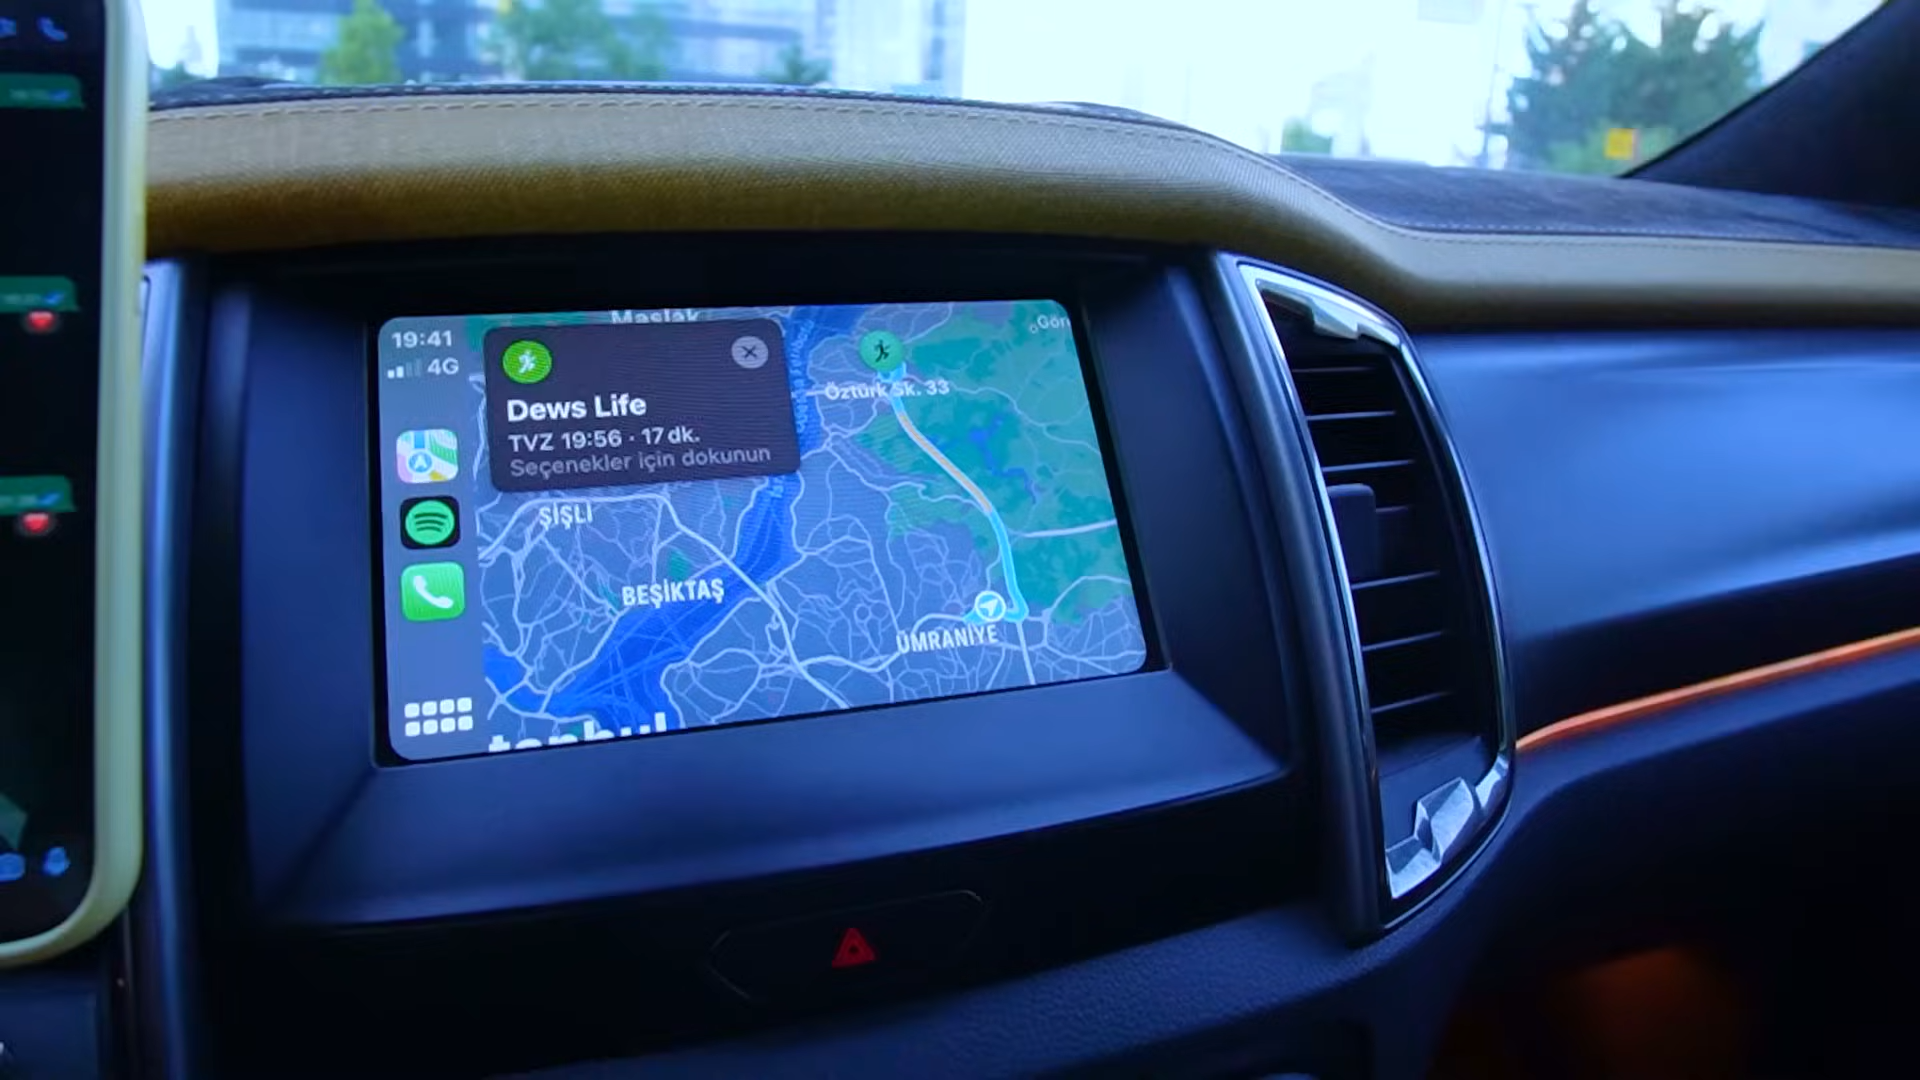 19:41
4G
Maslak
Dews Life
TVZ 19:56 · 17 dk.
Seçenekler için dokunun
Öztürk Sk. 33
ŞİŞLİ
BEŞİKTAŞ
ÜMRANİYE